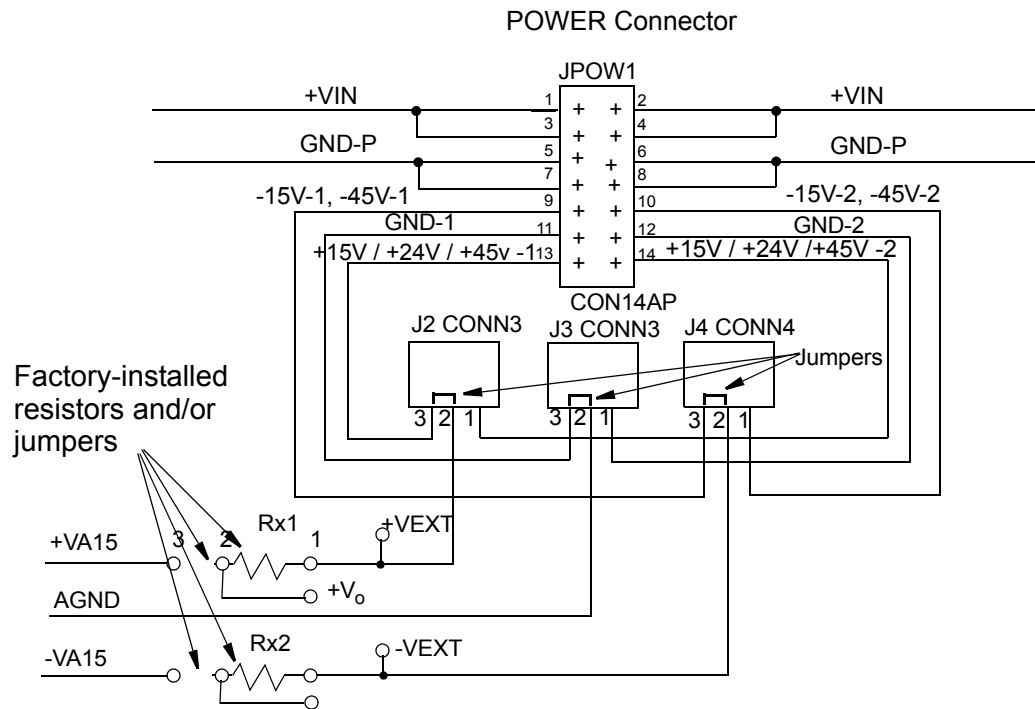 POWER Connector
JPOW1
+VIN
1
2
+VIN
3
4
GND-P
5
6
GND-P
7
8
-15V-1, -45V-1
9
10
-15V-2, -45V-2
GND-1
11
12
GND-2
+15V / +24V / +45v -1
13
14
+15V / +24V /+45V -2
CON14AP
J2 CONN3
J3 CONN3
J4 CONN4
Jumpers
3 2 1
3 2 1
3 2 1
Factory-installed
resistors and/or
jumpers
+VA15
3
2
Rx1
1
+VEXT
+Vo
AGND
-VA15
Rx2
-VEXT